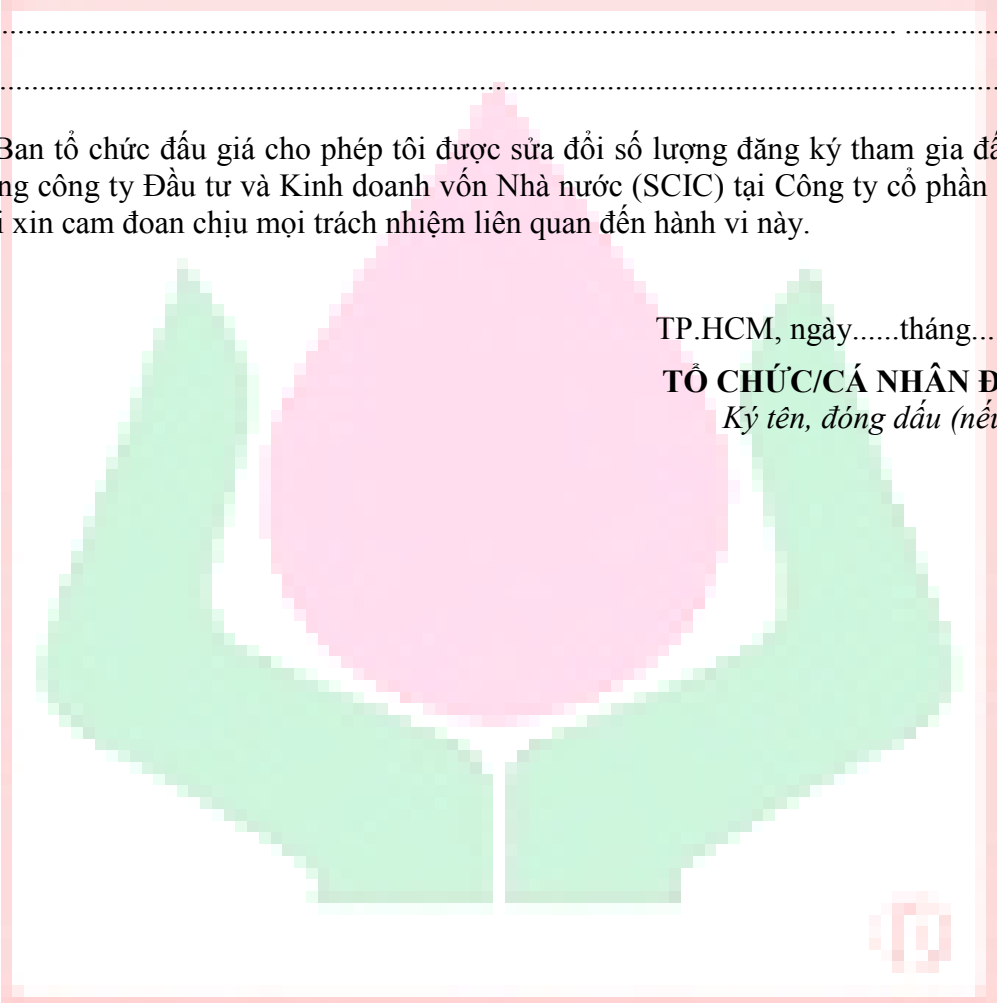 ................................................................................................................. ............
.............................................................................................................................
Ban tổ chức đấu giá cho phép tôi được sửa đổi số lượng đăng ký tham gia đấ
ng công ty Đầu tư và Kinh doanh vốn Nhà nước (SCIC) tại Công ty cổ phần
i xin cam đoan chịu mọi trách nhiệm liên quan đến hành vi này.
TP.HCM, ngày......tháng...
TỔ CHỨC/CÁ NHÂN Đ
Ký tên, đóng dấu (nếu